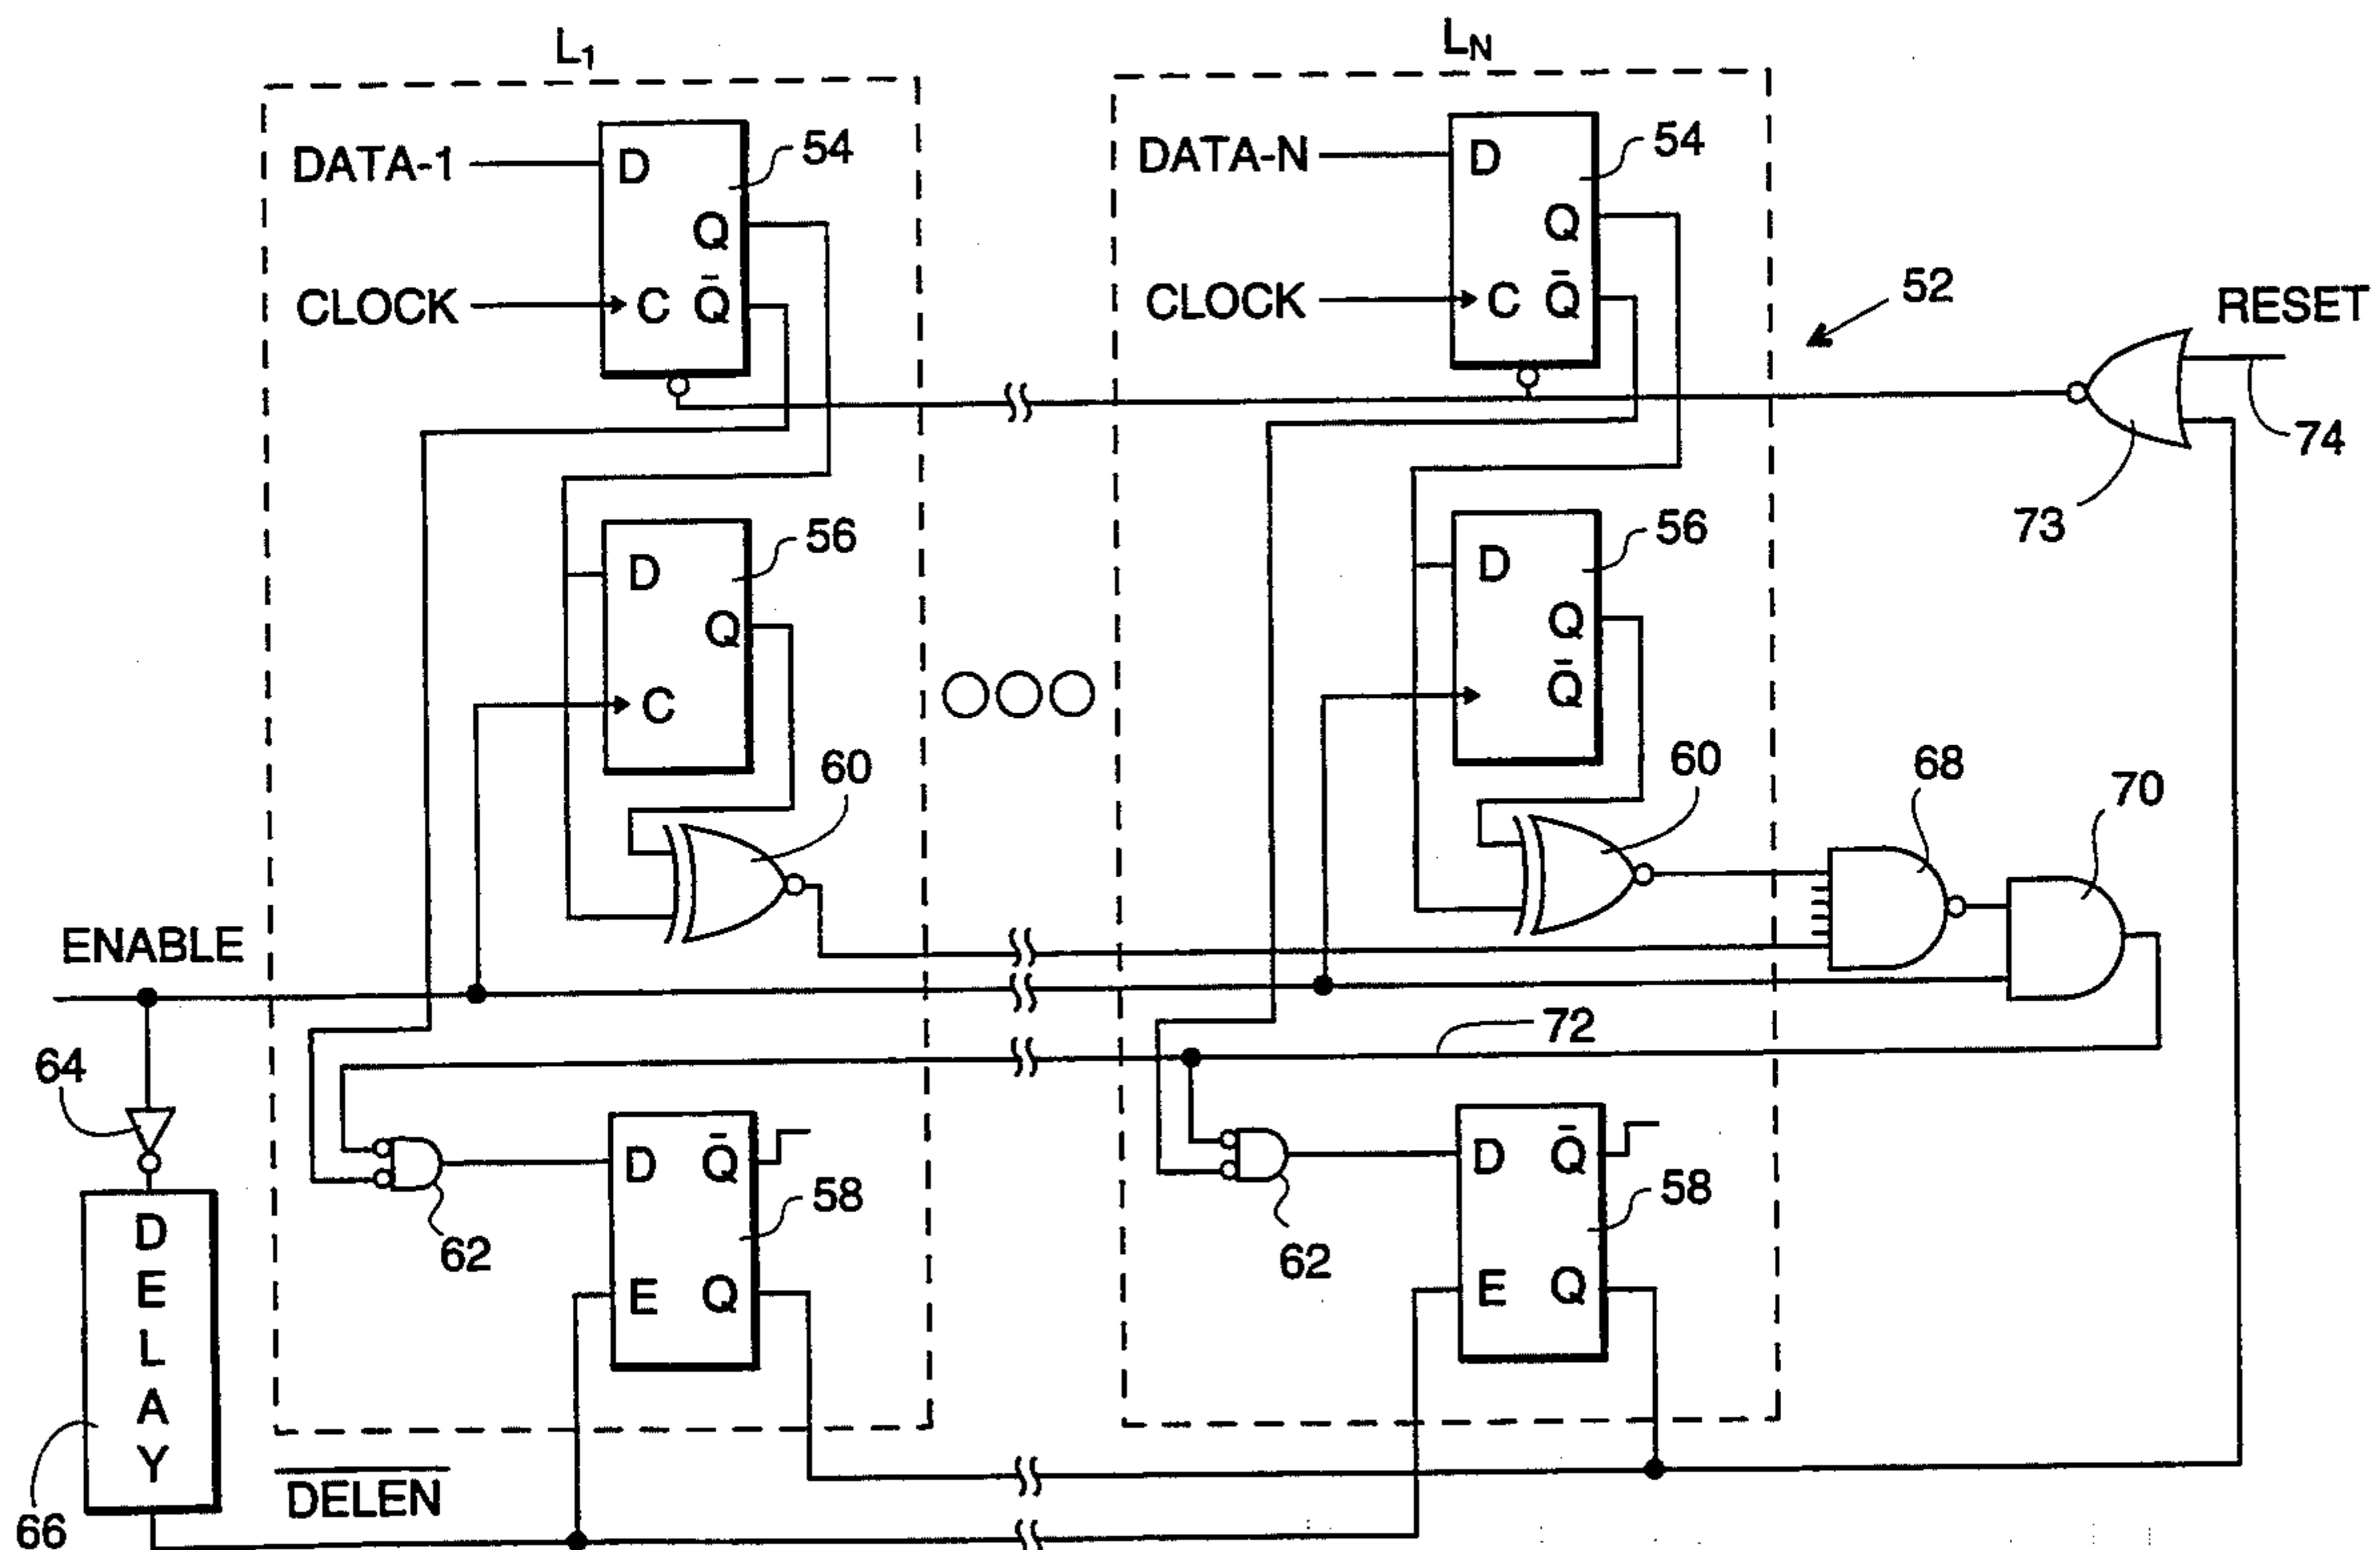 L1
LN
DATA-1
D
54
DATA-N
D
54
Q
Q
CLOCK
C
Q̄
CLOCK
C
Q̄
52
RESET
74
73
D
56
D
56
Q
Q
C
Q̄
60
60
68
70
ENABLE
72
64
D
Q̄
58
D
Q̄
58
62
62
E
Q
E
Q
DELAY
66
D̅E̅L̅E̅N̅